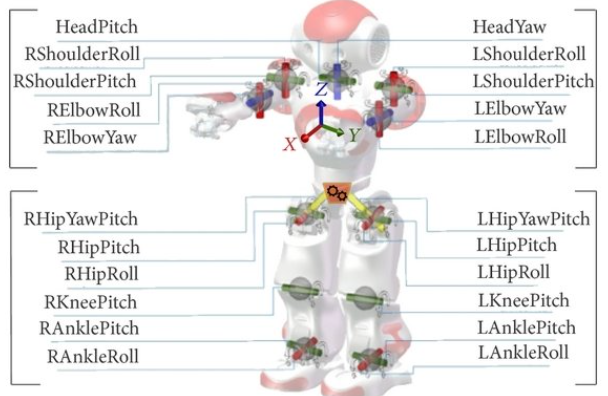 HeadPitch
RShoulderRoll
RShoulderPitch
RElbowRoll
RElbowYaw
HeadYaw
LShoulderRoll
LShoulderPitch
LElbowYaw
LElbowRoll
Z
X
Y
RHipYawPitch
RHipPitch
RHipRoll
RKneePitch
RAnklePitch
RAnkleRoll
LHipYawPitch
LHipPitch
LHipRoll
LKneePitch
LAnklePitch
LAnkleRoll